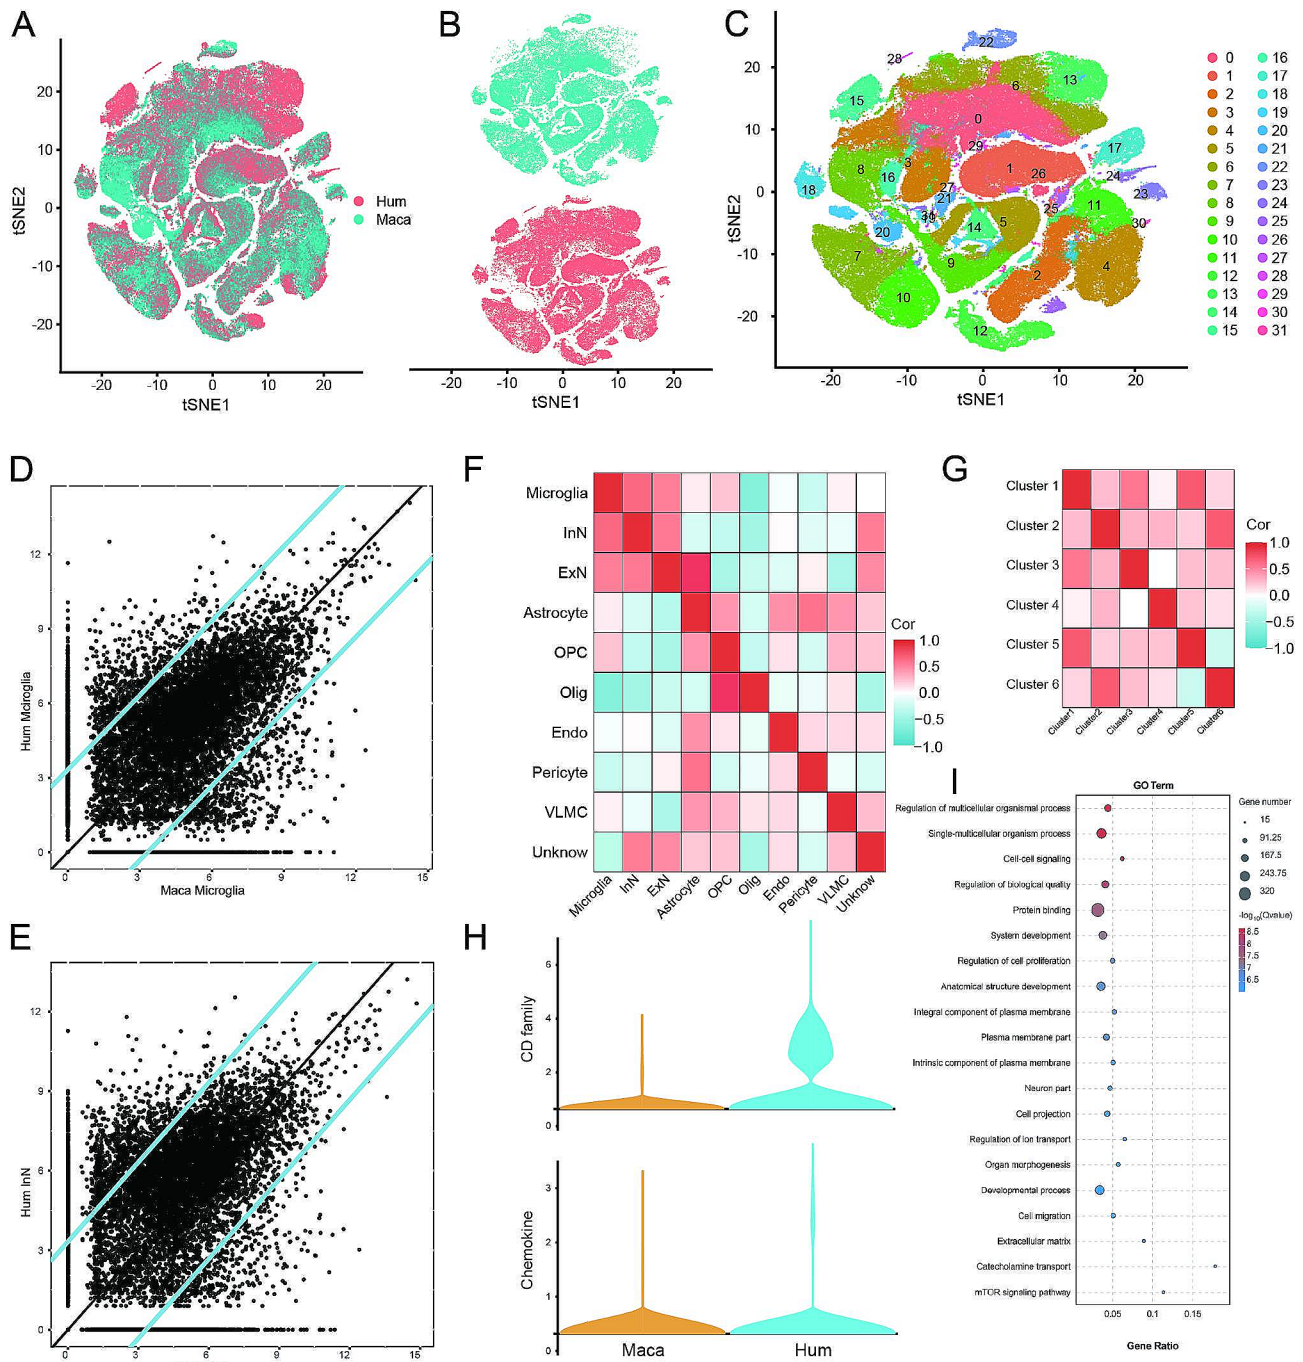 A
20
10
0
-10
-20
tSNE2
-20
-10
0
10
20
tSNE1
Hum
Maca
B
-20
-10
0
10
20
tSNE1
C
20
10
0
-10
-20
tSNE2
-20
-10
0
10
20
tSNE1
22
28
6
13
15
0
29
17
8
3
1
16
26
24
18
27
21
23
25
11
30
14
5
20
7
9
2
4
10
12
0
1
2
3
4
5
6
7
8
9
10
11
12
13
14
15
16
17
18
19
20
21
22
23
24
25
26
27
28
29
30
31
D
12
9
6
3
0
Hum Mciroglia
0
3
6
9
12
15
Maca Microglia
E
12
9
6
3
0
Hum InN
0
3
6
9
12
15
F
Microglia
InN
ExN
Astrocyte
OPC
Olig
Endo
Pericyte
VLMC
Unknow
Microglia
InN
ExN
Astrocyte
OPC
Olig
Endo
Pericyte
VLMC
Unknow
Cor
1.0
0.5
0.0
−0.5
−1.0
G
Cluster 1
Cluster 2
Cluster 3
Cluster 4
Cluster 5
Cluster 6
Cluster1
Cluster2
Cluster3
Cluster4
Cluster5
Cluster6
Cor
1.0
0.5
0.0
−0.5
−1.0
H
6
4
2
0
CD family
3
2
1
0
Chemokine
Maca
Hum
I
GO Term
Regulation of multicellular organismal process
Single-multicellular organism process
Cell-cell signaling
Regulation of biological quality
Protein binding
System development
Regulation of cell proliferation
Anatomical structure development
Integral component of plasma membrane
Plasma membrane part
Intrinsic component of plasma membrane
Neuron part
Cell projection
Regulation of ion transport
Organ morphogenesis
Developmental process
Cell migration
Extracellular matrix
Catecholamine transport
mTOR signaling pathway
0.05
0.1
0.15
Gene Ratio
Gene number
15
91.25
167.5
243.75
320
-log10(Qvalue)
8.5
8
7.5
7
6.5